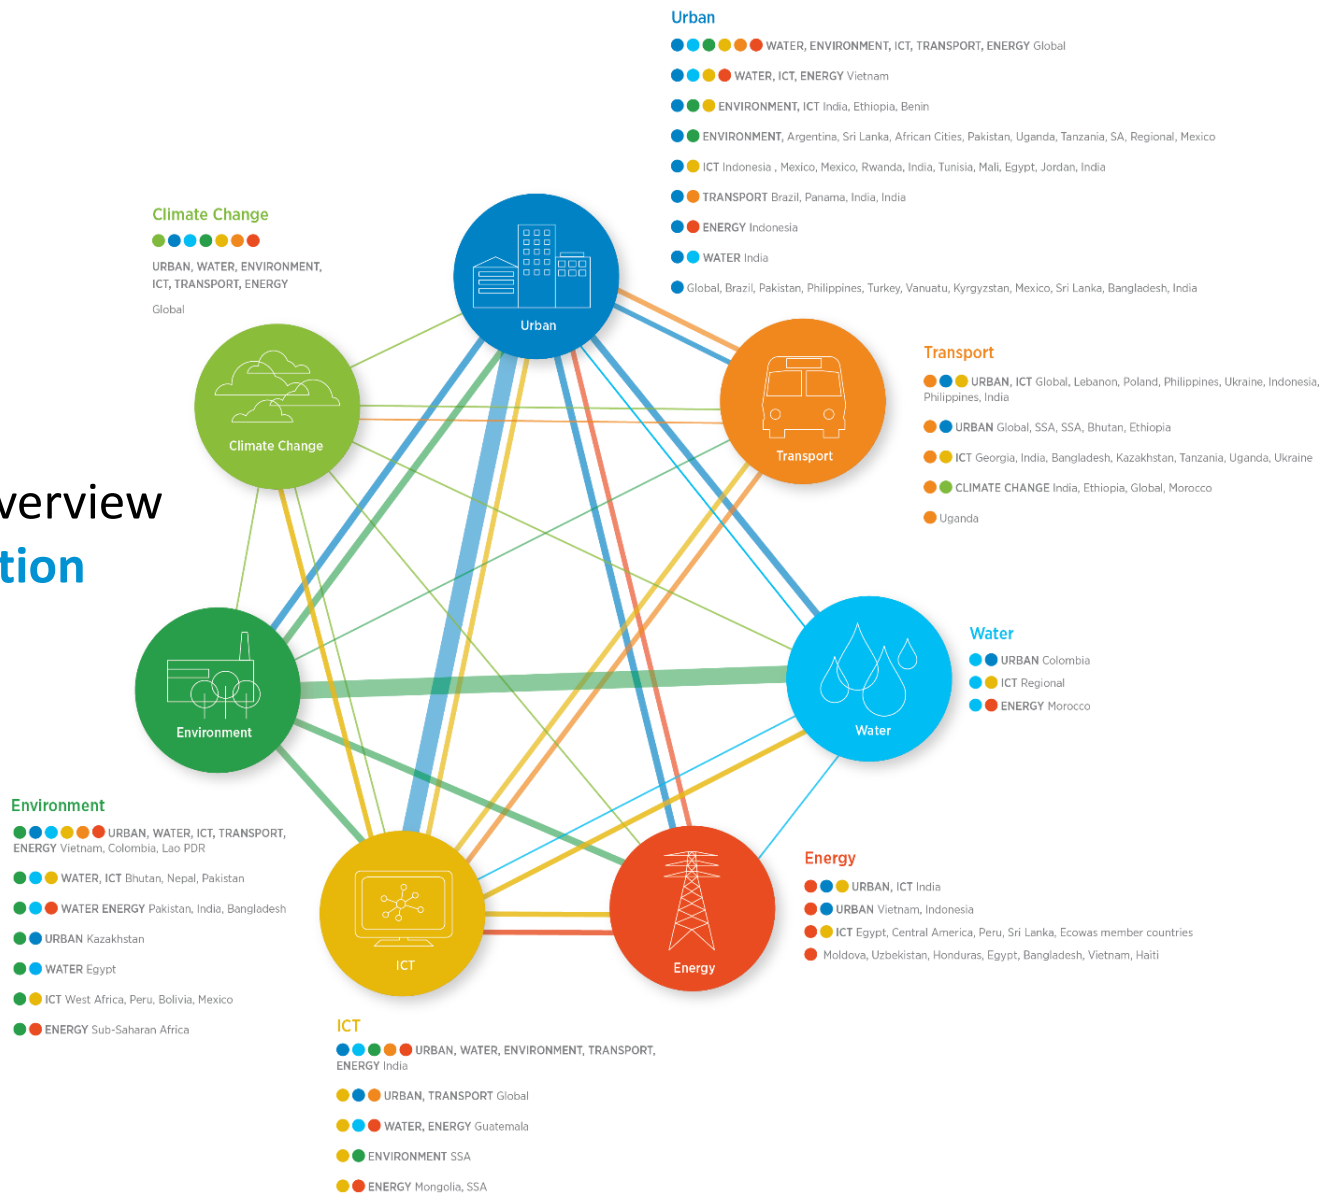 Urban
WATER, ENVIRONMENT, ICT, TRANSPORT, ENERGY Global
WATER, ICT, ENERGY Vietnam
ENVIRONMENT, ICT India, Ethiopia, Benin
ENVIRONMENT, Argentina, Sri Lanka, African Cities, Pakistan, Uganda, Tanzania, SA, Regional, Mexico
ICT Indonesia , Mexico, Mexico, Rwanda, India, Tunisia, Mali, Egypt, Jordan, India
TRANSPORT Brazil, Panama, India, India
ENERGY Indonesia
WATER India
Global, Brazil, Pakistan, Philippines, Turkey, Vanuatu, Kyrgyzstan, Mexico, Sri Lanka, Bangladesh, India
Climate Change
URBAN, WATER, ENVIRONMENT,
ICT, TRANSPORT, ENERGY
Global
Urban
Transport
URBAN, ICT Global, Lebanon, Poland, Philippines, Ukraine, Indonesia,
Philippines, India
URBAN Global, SSA, SSA, Bhutan, Ethiopia
ICT Georgia, India, Bangladesh, Kazakhstan, Tanzania, Uganda, Ukraine
CLIMATE CHANGE India, Ethiopia, Global, Morocco
Uganda
Climate Change
Transport
verview
tion
Water
URBAN Colombia
ICT Regional
ENERGY Morocco
Environment
Water
Environment
URBAN, WATER, ICT, TRANSPORT,
ENERGY Vietnam, Colombia, Lao PDR
WATER, ICT Bhutan, Nepal, Pakistan
WATER ENERGY Pakistan, India, Bangladesh
URBAN Kazakhstan
WATER Egypt
ICT West Africa, Peru, Bolivia, Mexico
ENERGY Sub-Saharan Africa
Energy
URBAN, ICT India
URBAN Vietnam, Indonesia
ICT Egypt, Central America, Peru, Sri Lanka, Ecowas member countries
Moldova, Uzbekistan, Honduras, Egypt, Bangladesh, Vietnam, Haiti
ICT
Energy
ICT
URBAN, WATER, ENVIRONMENT, TRANSPORT,
ENERGY India
URBAN, TRANSPORT Global
WATER, ENERGY Guatemala
ENVIRONMENT SSA
ENERGY Mongolia, SSA